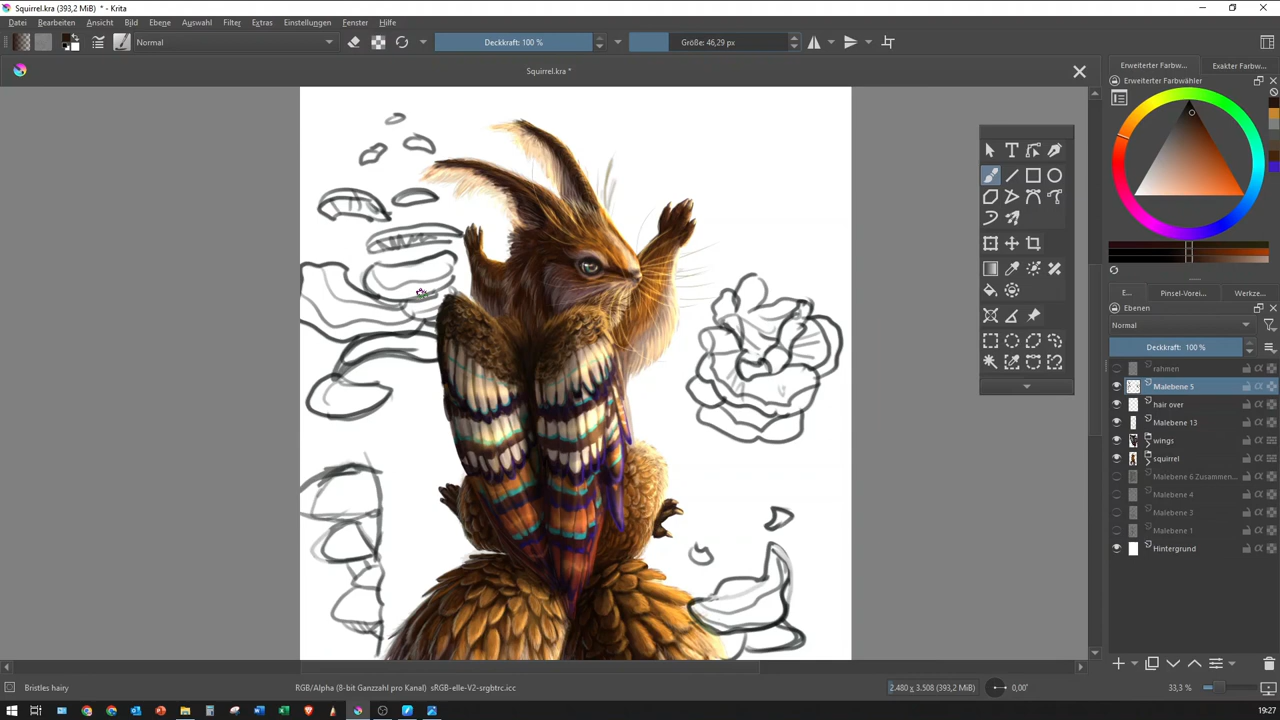 Squirrel.kra (393,2 MiB) * - Krita
Datei Bearbeiten Ansicht Bild Ebene Auswahl Filter Extras Einstellungen Fenster Hilfe
Normal
Deckkraft: 100 %
Größe: 46,29 px
Squirrel.kra *
Erweiterter Farbw...
Exakter Farbw...
Erweiterter Farbwähler
E...
Pinsel-Vorei...
Werkze...
Ebenen
Normal
Deckkraft: 100 %
rahmen
Malebene 5
hair over
Malebene 13
wings
squirrel
Malebene 6 Zusammen...
Malebene 4
Malebene 3
Malebene 1
Hintergrund
Bristles hairy
RGB/Alpha (8-bit Ganzzahl pro Kanal) sRGB-elle-V2-srgbtrc.icc
2.480 x 3.508 (393,2 MiB)
0,00°
33,3 %
19:27